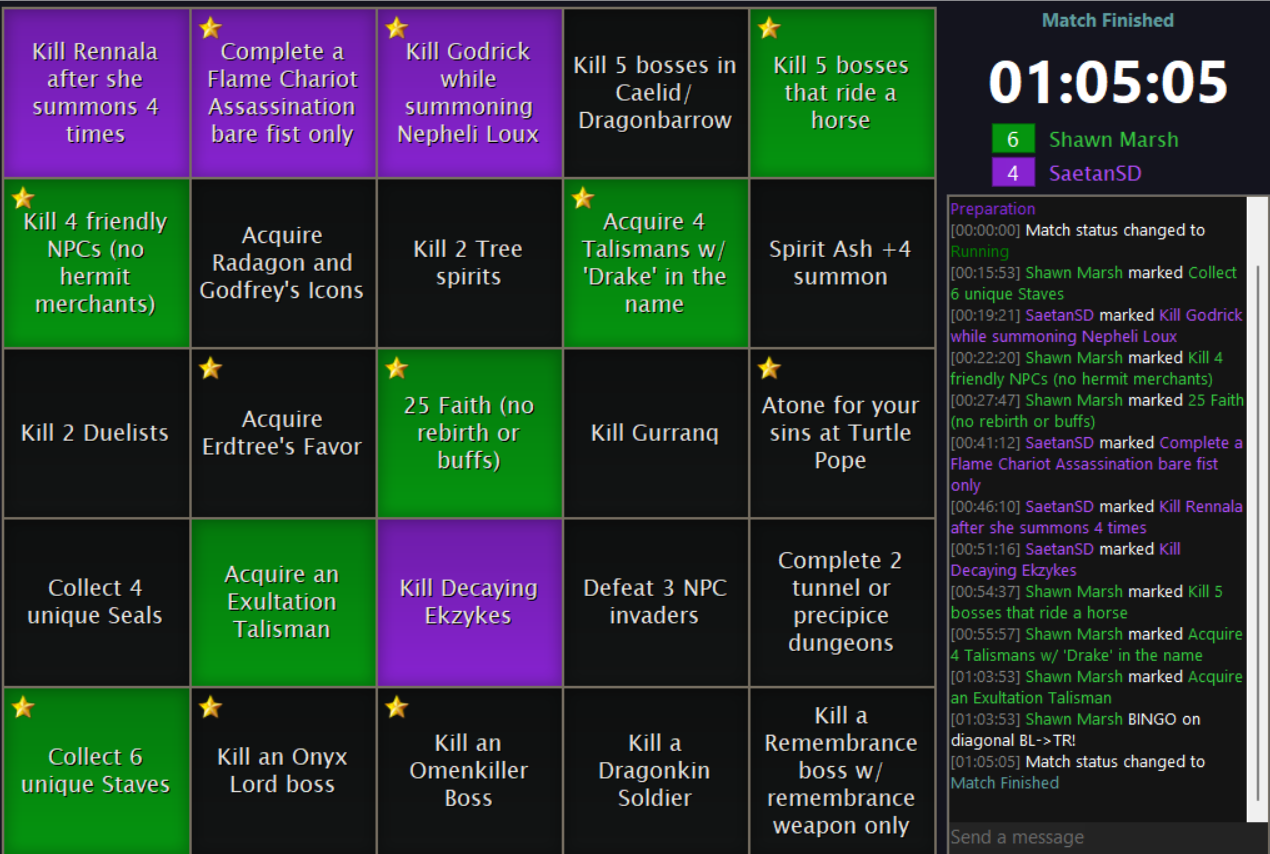 Kill Rennala
after she
summons 4
times
Complete a
Flame Chariot
Assassination
bare fist only
Kill Godrick
while
summoning
Nepheli Loux
Kill 5 bosses in
Caelid/
Dragonbarrow
Kill 5 bosses
that ride a
horse
Kill 4 friendly
NPCs (no
hermit
merchants)
Acquire
Radagon and
Godfrey's Icons
Kill 2 Tree
spirits
Acquire 4
Talismans w/
'Drake' in the
name
Spirit Ash +4
summon
Kill 2 Duelists
Acquire
Erdtree's Favor
25 Faith (no
rebirth or
buffs)
Kill Gurranq
Atone for your
sins at Turtle
Pope
Collect 4
unique Seals
Acquire an
Exultation
Talisman
Kill Decaying
Ekzykes
Defeat 3 NPC
invaders
Complete 2
tunnel or
precipice
dungeons
Collect 6
unique Staves
Kill an Onyx
Lord boss
Kill an
Omenkiller
Boss
Kill a
Dragonkin
Soldier
Kill a
Remembrance
boss w/
remembrance
weapon only
Match Finished
01:05:05
6 Shawn Marsh
4 SaetanSD
Preparation
[00:00:00] Match status changed to
Running
[00:15:53] Shawn Marsh marked Collect
6 unique Staves
[00:19:21] SaetanSD marked Kill Godrick
while summoning Nepheli Loux
[00:22:20] Shawn Marsh marked Kill 4
friendly NPCs (no hermit merchants)
[00:27:47] Shawn Marsh marked 25 Faith
(no rebirth or buffs)
[00:41:12] SaetanSD marked Complete a
Flame Chariot Assassination bare fist
only
[00:46:10] SaetanSD marked Kill Rennala
after she summons 4 times
[00:51:16] SaetanSD marked Kill
Decaying Ekzykes
[00:54:37] Shawn Marsh marked Kill 5
bosses that ride a horse
[00:55:57] Shawn Marsh marked Acquire
4 Talismans w/ 'Drake' in the name
[01:03:53] Shawn Marsh marked Acquire
an Exultation Talisman
[01:03:53] Shawn Marsh BINGO on
diagonal BL->TR!
[01:05:05] Match status changed to
Match Finished
Send a message